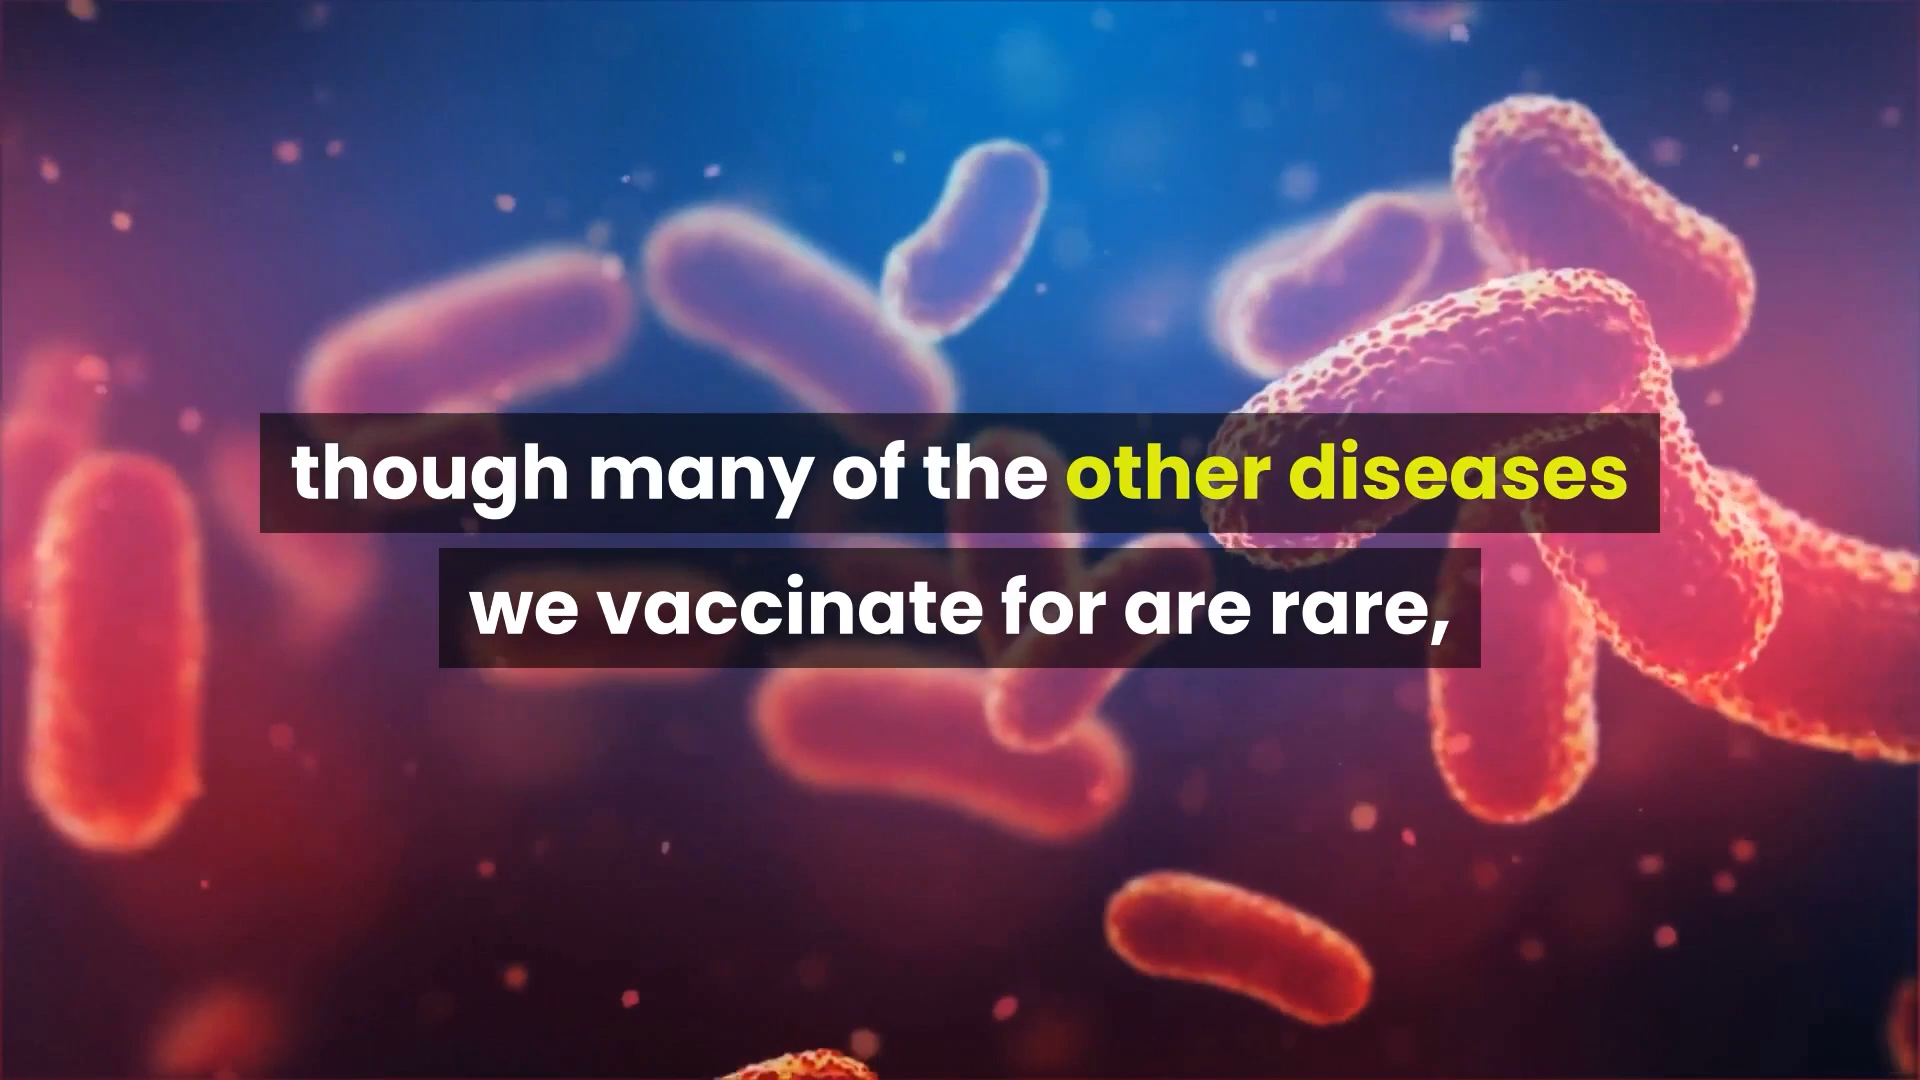 though many of the other diseases
we vaccinate for are rare,